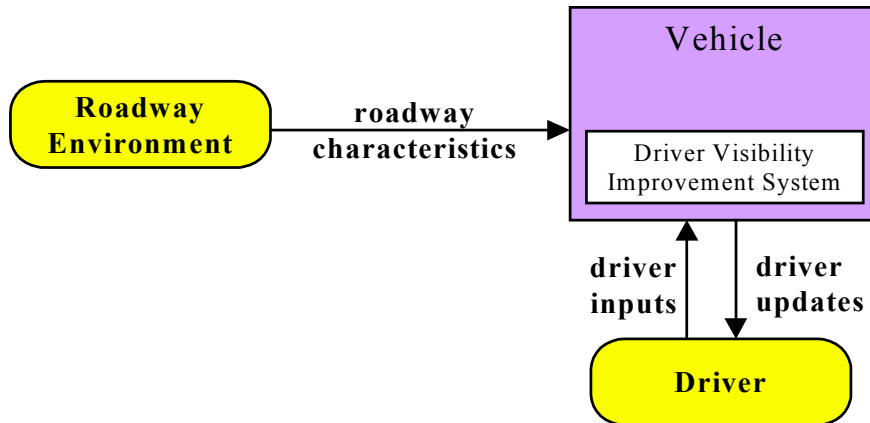 Vehicle
Roadway
Environment
roadway
characteristics
Driver Visibility
Improvement System
driver
inputs
driver
updates
Driver